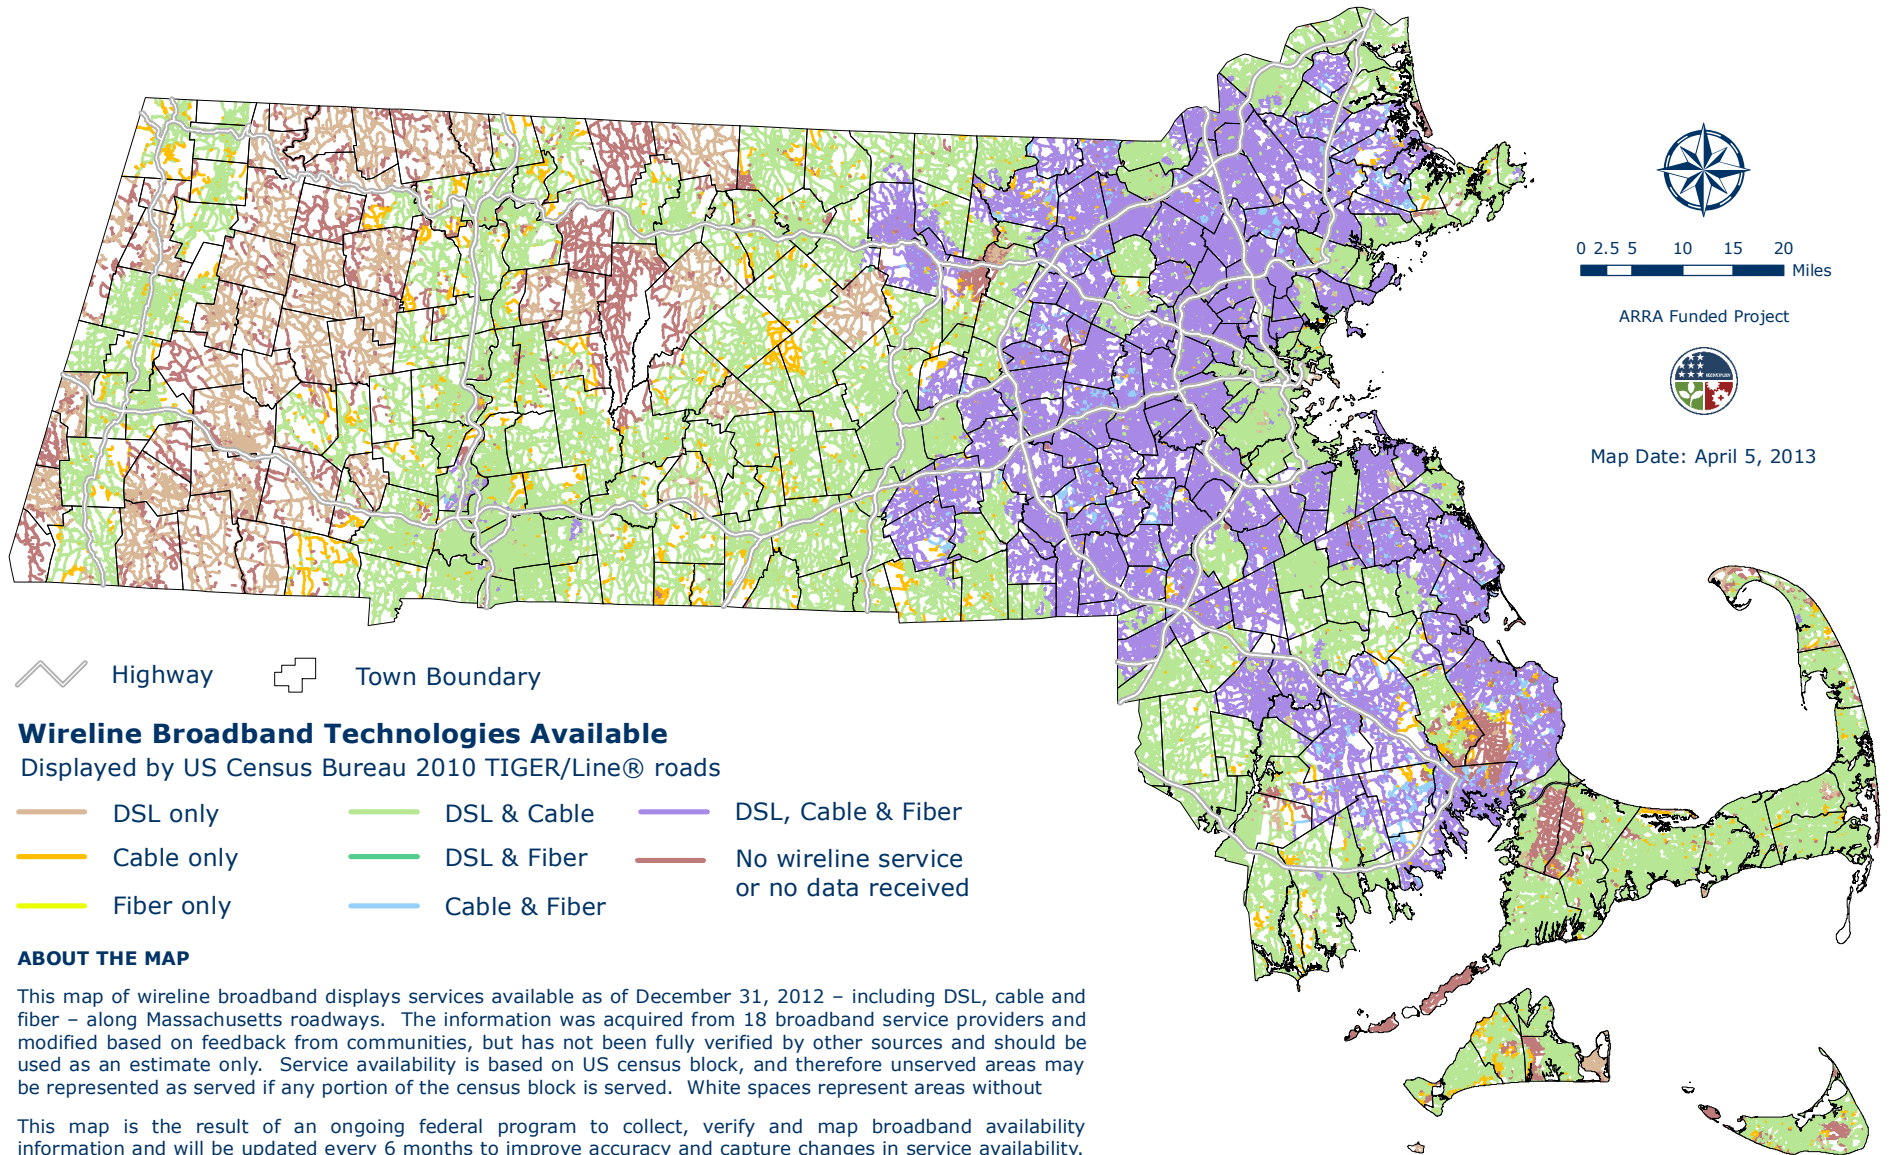 0 2.5 5 10 15 20
Miles
ARRA Funded Project
Map Date: April 5, 2013
Highway
Town Boundary
Wireline Broadband Technologies Available
Displayed by US Census Bureau 2010 TIGER/Line® roads
DSL only
DSL & Cable
DSL, Cable & Fiber
Cable only
DSL & Fiber
No wireline service
or no data received
Fiber only
Cable & Fiber
ABOUT THE MAP
This map of wireline broadband displays services available as of December 31, 2012 – including DSL, cable and
fiber – along Massachusetts roadways. The information was acquired from 18 broadband service providers and
modified based on feedback from communities, but has not been fully verified by other sources and should be
used as an estimate only. Service availability is based on US census block, and therefore unserved areas may
be represented as served if any portion of the census block is served. White spaces represent areas without
This map is the result of an ongoing federal program to collect, verify and map broadband availability
information and will be updated every 6 months to improve accuracy and capture changes in service availability.